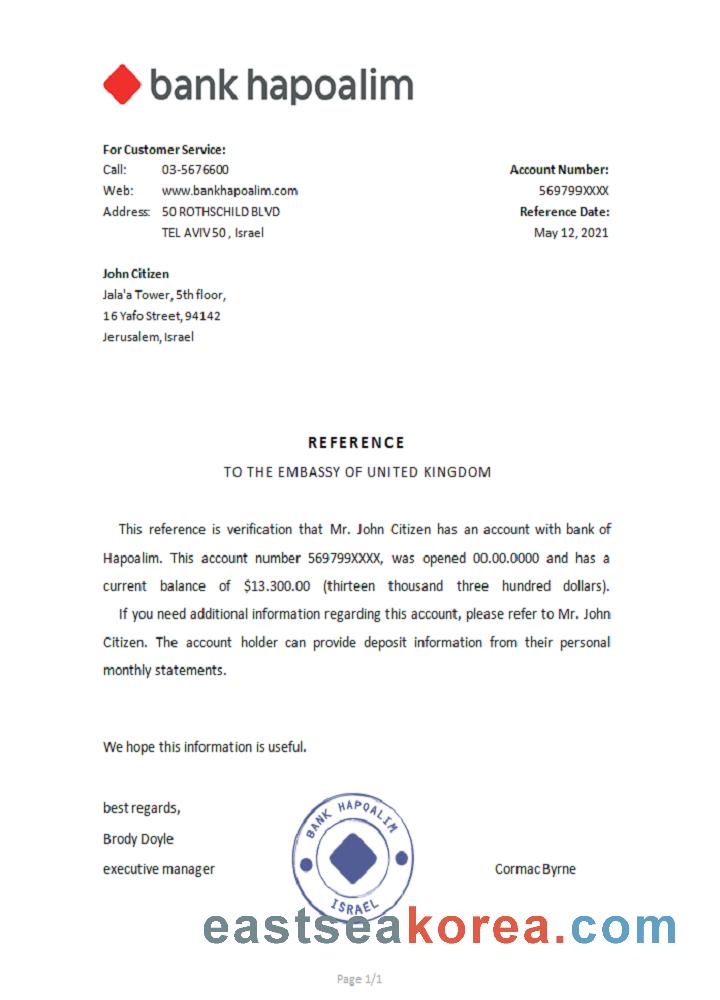 bank hapoalim
For Customer Service:
Call: 03-5676600
Account Number:
Web: www.bankhapoalim.com
569799XXXX
Address: 50 ROTHSCHILD BLVD
Reference Date:
TEL AVIV 50 , Israel
May 12, 2021
John Citizen
Jala'a Tower, 5th floor,
16 Yafo Street, 94142
Jerusalem, Israel
REFERENCE
TO THE EMBASSY OF UNITED KINGDOM
This reference is verification that Mr. John Citizen has an account with bank of
Hapoalim. This account number 569799XXXX, was opened 00.00.0000 and has a
current balance of $13.300.00 (thirteen thousand three hundred dollars).
If you need additional information regarding this account, please refer to Mr. John
Citizen. The account holder can provide deposit information from their personal
monthly statements.
We hope this information is useful.
best regards,
Brody Doyle
executive manager
BANK HAPOALIM
ISRAEL
Cormac Byrne
eastseakorea.com
Page 1/1